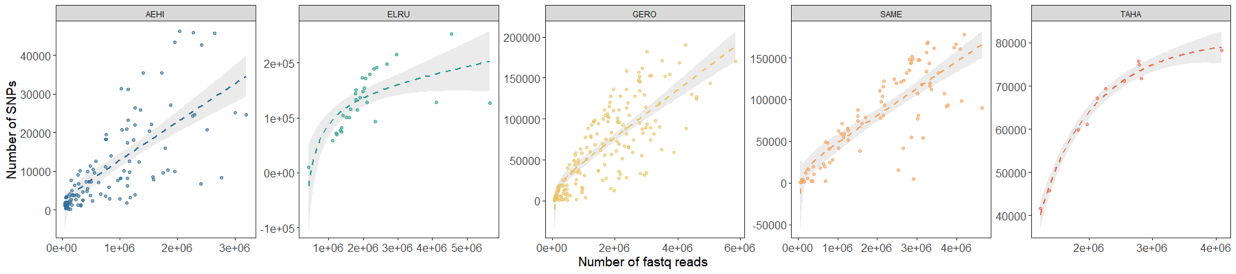 AEHI ELRU GERO SAME TAHA
Number of SNPs
40000
30000
20000
10000
0
2e+05
1e+05
0e+00
-1e+05
200000
150000
100000
50000
0
150000
100000
50000
0
-50000
80000
70000
60000
50000
40000
0e+00 1e+06 2e+06 3e+06
1e+06 2e+06 3e+06 4e+06 5e+06
0e+00 2e+06 4e+06 6e+06
0e+00 1e+06 2e+06 3e+06 4e+06
2e+06 3e+06 4e+06
Number of fastq reads